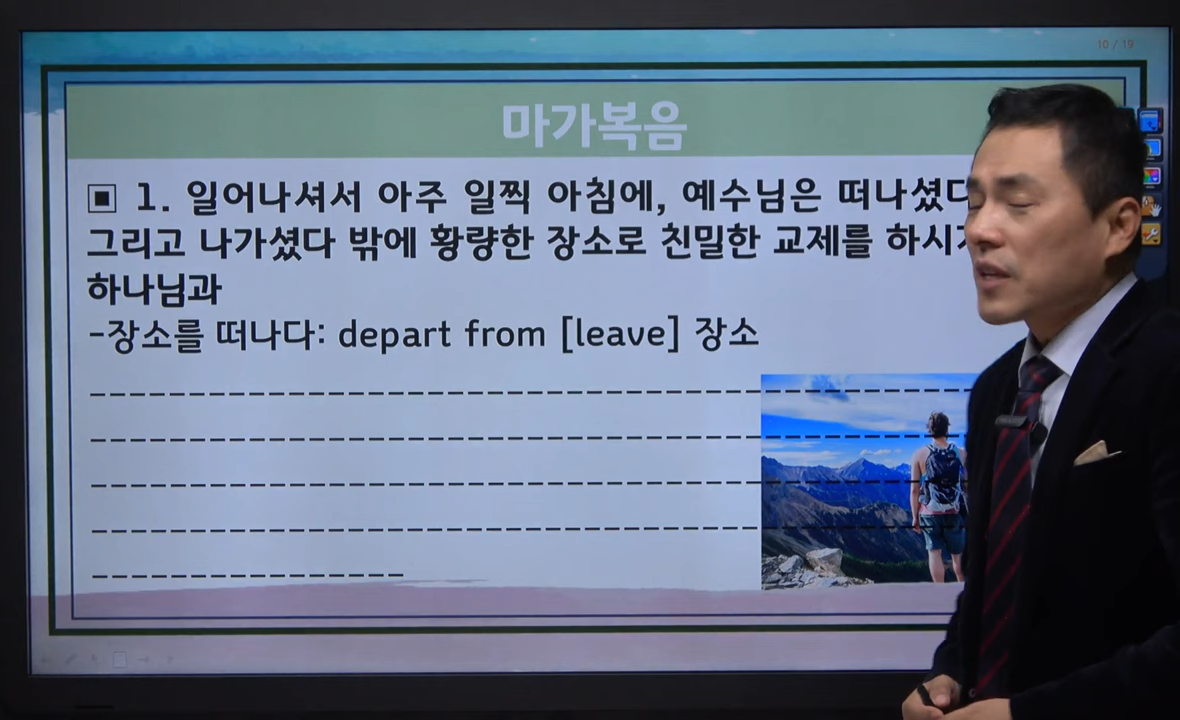 10 / 19
마가복음
▣ 1. 일어나셔서 아주 일찍 아침에, 예수님은 떠나셨다
그리고 나가셨다 밖에 황량한 장소로 친밀한 교제를
하나님과
-장소를 떠나다: depart from [leave] 장소